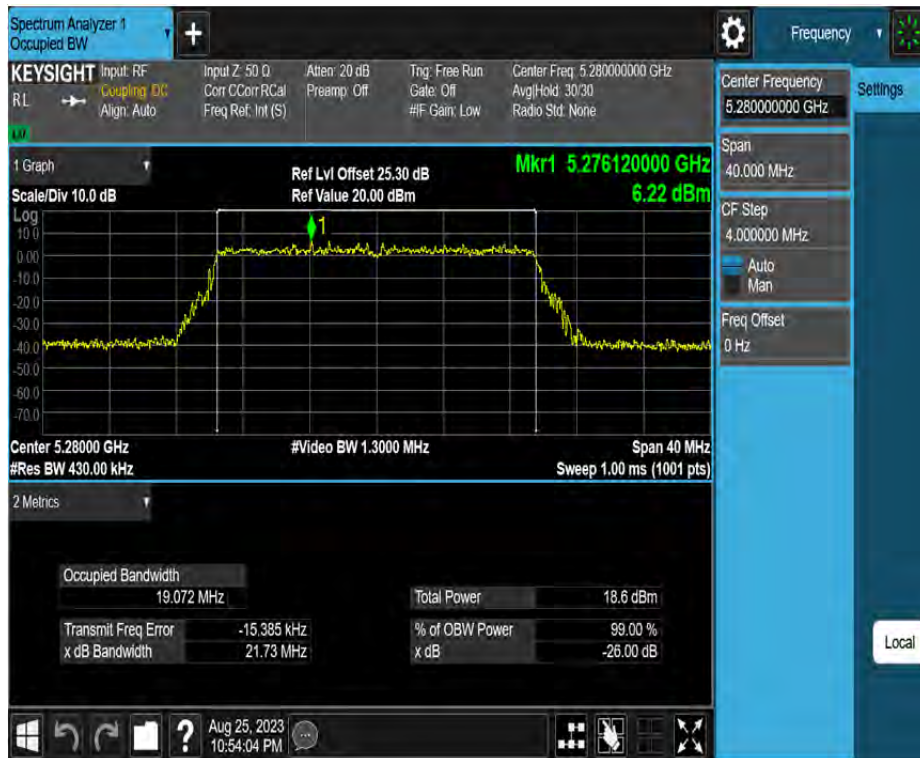 Spectrum Analyzer 1
Occupied BW
Frequency
KEYSIGHT
RL
Input: RF
Coupling: DC
Align: Auto
Input Z: 50 Ω
Corr CCorr RCal
Freq Ref: Int (S)
Atten: 20 dB
Preamp: Off
Trig: Free Run
Gate: Off
#IF Gain: Low
Center Freq: 5.280000000 GHz
Avg|Hold: 30/30
Radio Std: None
Center Frequency
5.280000000 GHz
Settings
Span
40.000 MHz
CF Step
4.000000 MHz
Auto
Man
Freq Offset
0 Hz
Local
1 Graph
Scale/Div 10.0 dB
Ref Lvl Offset 25.30 dB
Ref Value 20.00 dBm
Mkr1 5.276120000 GHz
6.22 dBm
Log
10.0
0.00
-10.0
-20.0
-30.0
-40.0
-50.0
-60.0
-70.0
1
Center 5.28000 GHz
#Res BW 430.00 kHz
#Video BW 1.3000 MHz
Span 40 MHz
Sweep 1.00 ms (1001 pts)
2 Metrics
Occupied Bandwidth
19.072 MHz
Transmit Freq Error -15.385 kHz
x dB Bandwidth 21.73 MHz
Total Power 18.6 dBm
% of OBW Power 99.00 %
x dB -26.00 dB
Aug 25, 2023
10:54:04 PM